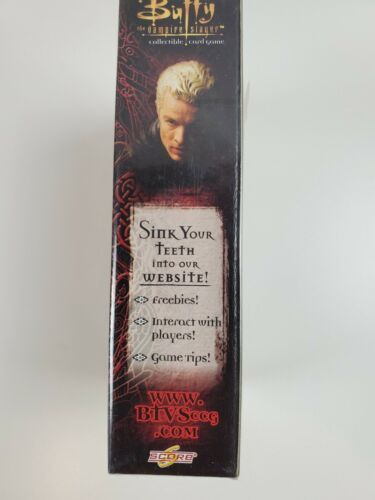 Buffy
the vampire slayer™
collectible card game
Sink Your
Teeth
into our
website!
Freebies!
Interact with
players!
Game Tips!
www.
BTVSccg
.com
SCORE